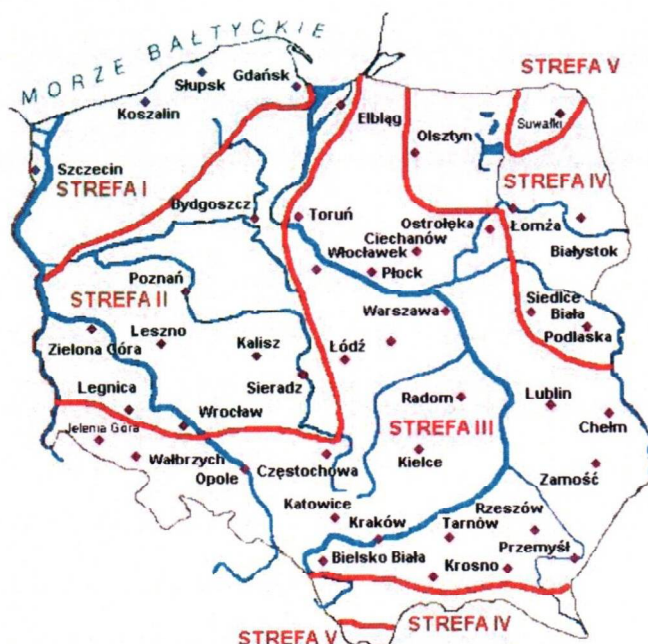 MORZE BAŁTYCKIE
STREFA V
Słupsk
Gdańsk
Koszalin
Elbląg
Olsztyn
Suwałki
Szczecin
STREFA I
STREFA IV
Bydgoszcz
Toruń
Ostrołęka
Łomża
Ciechanów
Białystok
Włocławek
Płock
Poznań
STREFA II
Siedlce
Biała
Podlaska
Warszawa
Leszno
Zielona Góra
Kalisz
Łódź
Sieradz
Legnica
Radom
Lublin
Wrocław
Chełm
Jelenia Góra
STREFA III
Wałbrzych
Opole
Częstochowa
Kielce
Zamość
Katowice
Rzeszów
Kraków
Tarnów
Bielsko Biała
Krosno
Przemyśl
STREFA IV
STREFA V